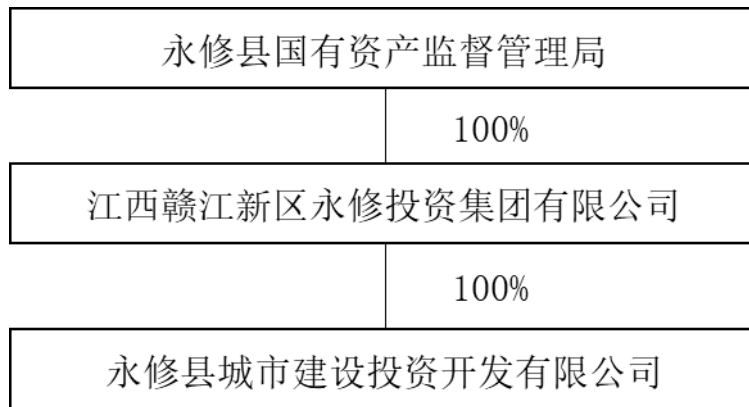 永修县国有资产监督管理局
100%
江西赣江新区永修投资集团有限公司
100%
永修县城市建设投资开发有限公司